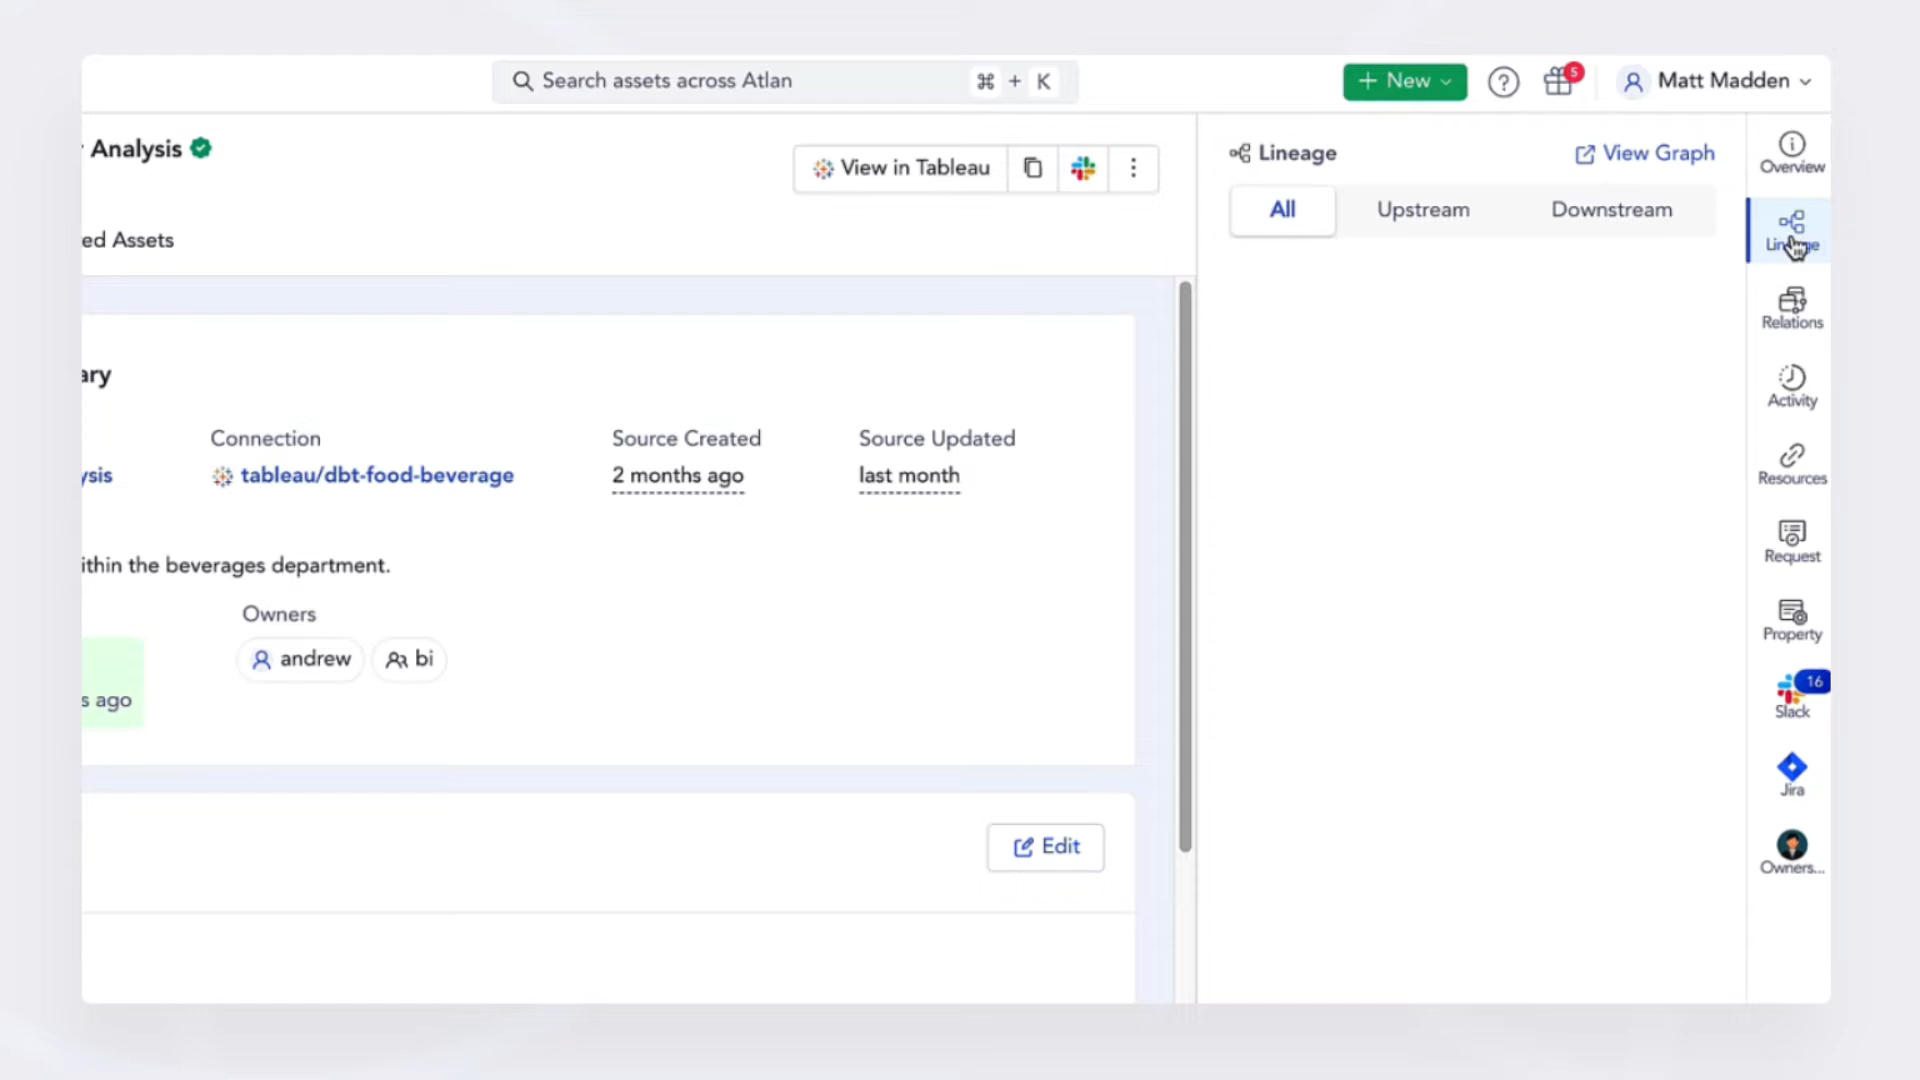 Search assets across Atlan
⌘ + K
+ New
5
Matt Madden
Analysis
View in Tableau
Lineage
View Graph
Overview
All
Upstream
Downstream
ed Assets
Relations
ary
Activity
Connection
Source Created
Source Updated
ysis
tableau/dbt-food-beverage
2 months ago
last month
Resources
ithin the beverages department.
Request
Owners
andrew
bi
Property
s ago
16
Slack
Jira
Edit
Owners...